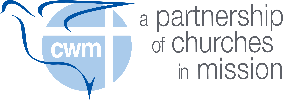 cwm
a partnership
of churches
in mission